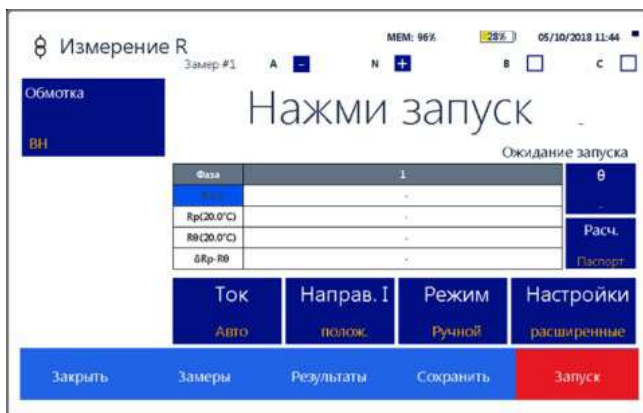 Измерение R
MEM: 96% 28% 05/10/2018 11:44
Замер #1 A - N + B C
Обмотка
ВН
Нажми запуск
Ожидание запуска
Фаза 1
θ
-
Rp(20.0°C) -
Rθ(20.0°C) -
δRp-Rθ -
Расч.
Паспорт
Ток Направ. I Режим Настройки
Авто полож. Ручной расширенные
Закрыть Замеры Результаты Сохранить Запуск